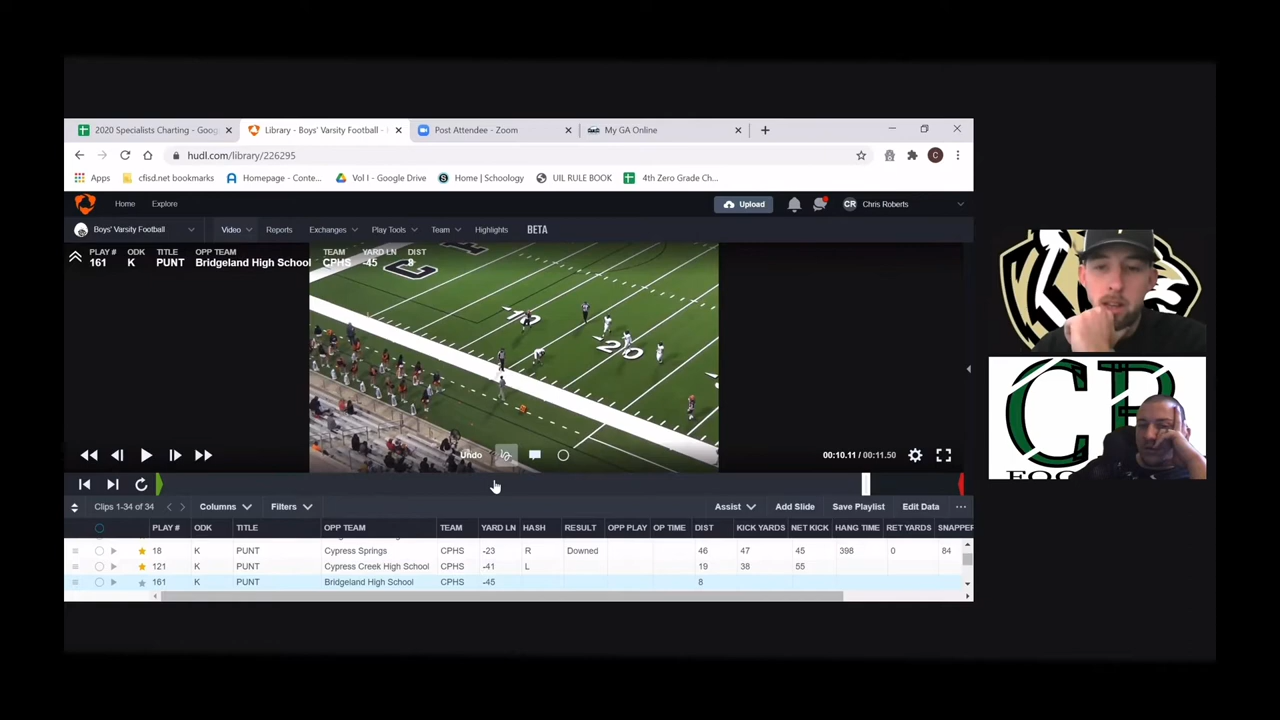 2020 Specialists Charting - Goog
Library - Boys' Varsity Football -
Post Attendee - Zoom
My GA Online
hudl.com/library/226295
Apps
cfisd.net bookmarks
Homepage - Conte...
Vol I - Google Drive
Home | Schoology
UIL RULE BOOK
4th Zero Grade Ch...
Home
Explore
Upload
CR
Chris Roberts
Boys' Varsity Football
Video
Reports
Exchanges
Play Tools
Team
Highlights
BETA
PLAY # ODK TITLE OPP TEAM TEAM YARD LN DIST
161 K PUNT Bridgeland High School CPHS -45 8
C
10
20
Undo
00:10.11 / 00:11.50
Clips 1-34 of 34
Columns
Filters
Assist
Add Slide
Save Playlist
Edit Data
PLAY # ODK TITLE OPP TEAM TEAM YARD LN HASH RESULT OPP PLAY OP TIME DIST KICK YARDS NET KICK HANG TIME RET YARDS SNAPPER
18 K PUNT Cypress Springs CPHS -23 R Downed 46 47 45 398 0 84
121 K PUNT Cypress Creek High School CPHS -41 L 19 38 55
161 K PUNT Bridgeland High School CPHS -45 8
K
CP